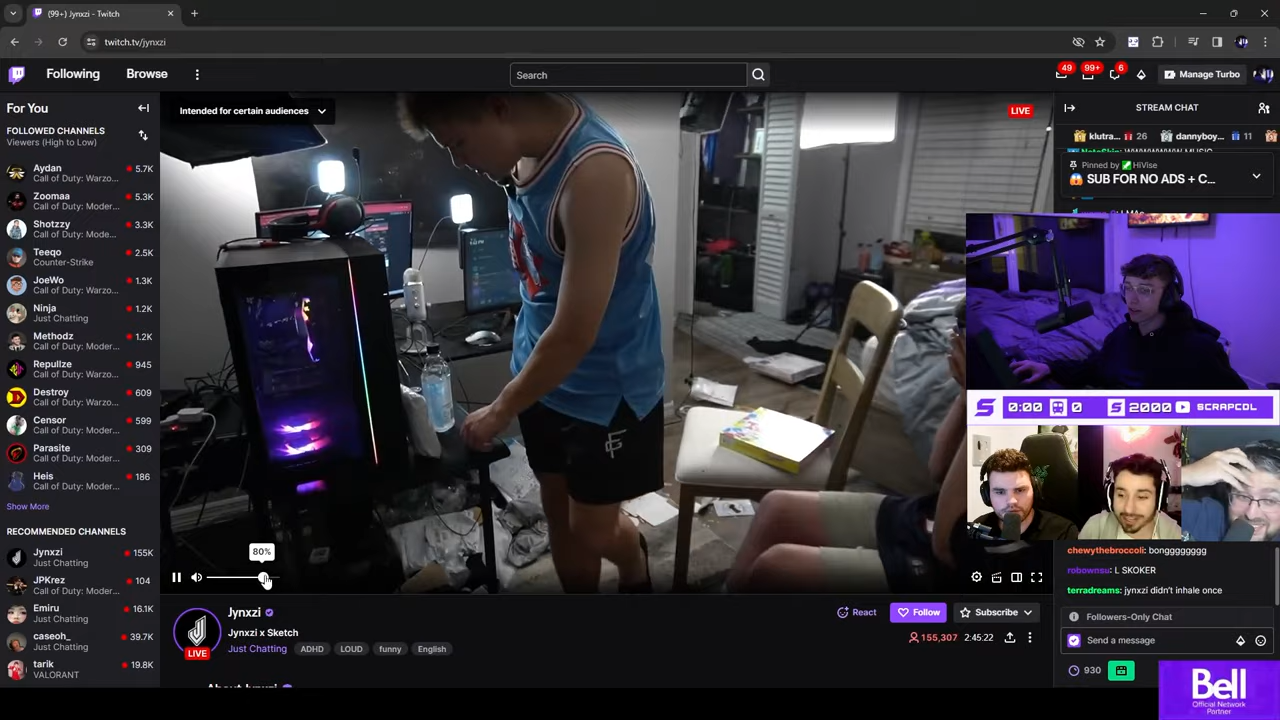 (99+) Jynxzi - Twitch
twitch.tv/jynxzi
Following
Browse
Search
49
99+
6
Manage Turbo
For You
FOLLOWED CHANNELS
Viewers (High to Low)
Aydan
5.7K
Call of Duty: Warzo...
Zoomaa
5.3K
Call of Duty: Moder...
Shotzzy
3.3K
Call of Duty: Mode...
Teeqo
2.5K
Counter-Strike
JoeWo
1.3K
Call of Duty: Warzo...
Ninja
1.2K
Just Chatting
Methodz
1.2K
Call of Duty: Warzo...
Repullze
945
Call of Duty: Moder...
Destroy
609
Call of Duty: Warzo...
Censor
599
Call of Duty: Warzo...
Parasite
309
Call of Duty: Moder...
Heis
186
Call of Duty: Moder...
Show More
RECOMMENDED CHANNELS
Jynxzi
155K
Just Chatting
JPKrez
104
Call of Duty: Warzo...
Emiru
16.1K
Just Chatting
caseoh_
39.7K
Just Chatting
tarik
19.8K
VALORANT
Intended for certain audiences
LIVE
80%
LIVE
Jynxzi
Jynxzi x Sketch
Just Chatting
ADHD
LOUD
funny
English
React
Follow
Subscribe
155,307
2:45:22
STREAM CHAT
klutra...
26
dannyboy...
11
Pinned by HiVise
SUB FOR NO ADS + C...
0:00
0
2000
SCRAPCOL
chewythebroccoli: bongggggggg
robownsu: L SKOKER
terradreams: jynxzi didn't inhale once
Followers-Only Chat
Send a message
930
Bell
Official Network
Partner